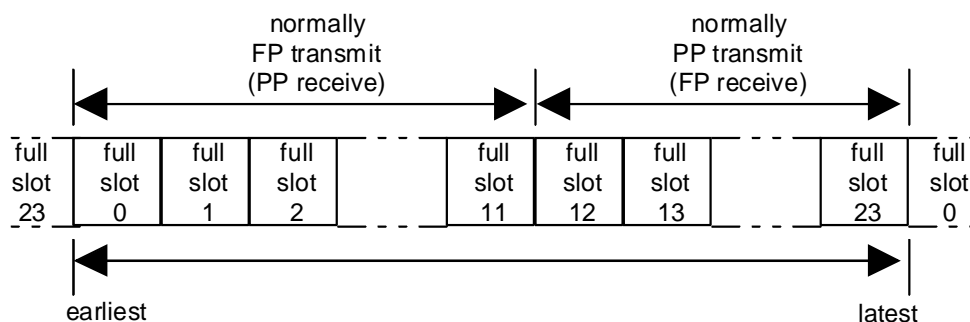 normally
FP transmit
(PP receive)
normally
PP transmit
(FP receive)
full
slot
23
full
slot
0
full
slot
1
full
slot
2
full
slot
11
full
slot
12
full
slot
13
full
slot
23
full
slot
0
earliest
latest